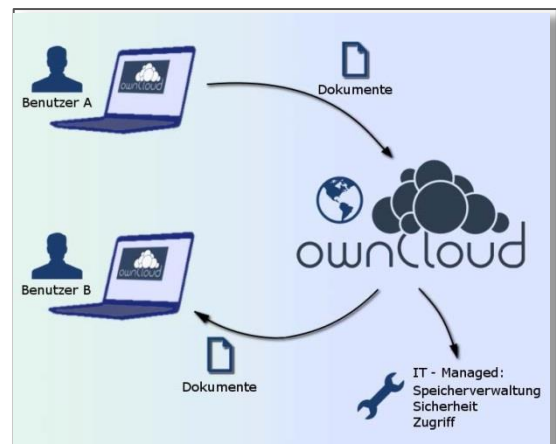 ownCloud
Benutzer A
Dokumente
ownCloud
ownCloud
Benutzer B
Dokumente
IT - Managed:
Speicherverwaltung
Sicherheit
Zugriff